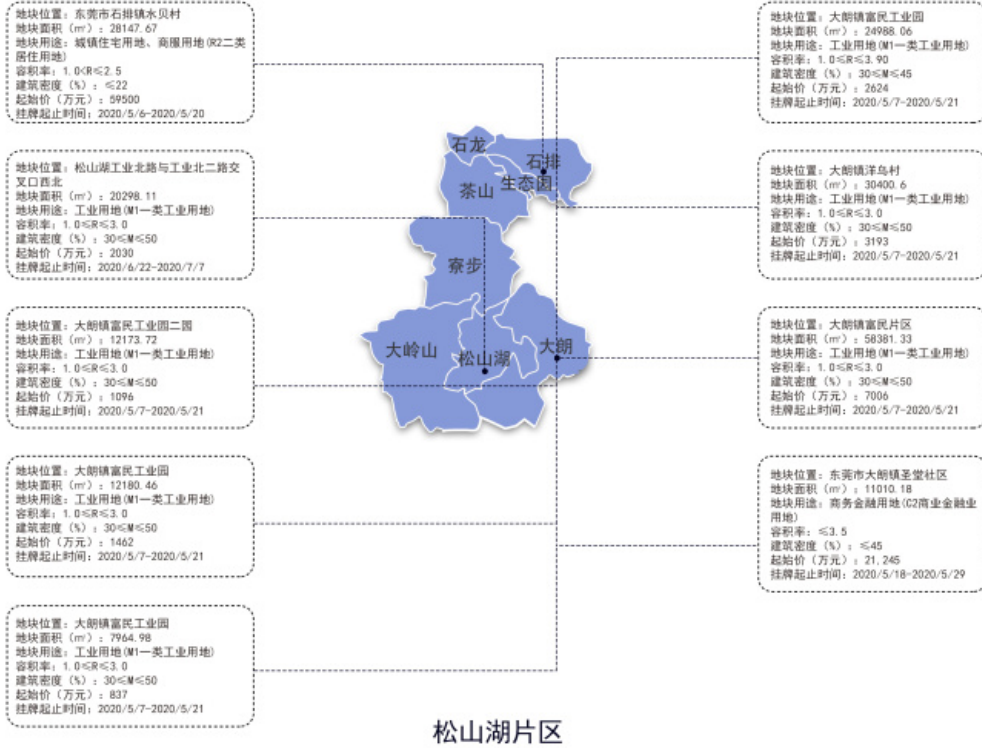 地块位置：东莞市石排镇水贝村
地块面积（㎡）：28147.67
地块用途：城镇住宅用地、商服用地(R2二类
居住用地)
容积率：1.0<R≤2.5
建筑密度（%）：≤22
起始价（万元）：59500
挂牌起止时间：2020/5/6-2020/5/20
地块位置：松山湖工业北路与工业北二路交
叉口西北
地块面积（㎡）：20298.11
地块用途：工业用地(M1一类工业用地)
容积率：1.0≤R≤3.0
建筑密度（%）：30≤M≤50
起始价（万元）：2030
挂牌起止时间：2020/6/22-2020/7/7
地块位置：大朗镇富民工业园二园
地块面积（㎡）：12173.72
地块用途：工业用地(M1一类工业用地)
容积率：1.0≤R≤3.0
建筑密度（%）：30≤M≤50
起始价（万元）：1096
挂牌起止时间：2020/5/7-2020/5/21
地块位置：大朗镇富民工业园
地块面积（㎡）：12180.46
地块用途：工业用地(M1一类工业用地)
容积率：1.0≤R≤3.0
建筑密度（%）：30≤M≤50
起始价（万元）：1462
挂牌起止时间：2020/5/7-2020/5/21
地块位置：大朗镇富民工业园
地块面积（㎡）：7964.98
地块用途：工业用地(M1一类工业用地)
容积率：1.0≤R≤3.0
建筑密度（%）：30≤M≤50
起始价（万元）：837
挂牌起止时间：2020/5/7-2020/5/21
石龙
石排
生态园
茶山
寮步
大岭山
松山湖
大朗
地块位置：大朗镇富民工业园
地块面积（㎡）：24988.06
地块用途：工业用地(M1一类工业用地)
容积率：1.0≤R≤3.90
建筑密度（%）：30≤M≤45
起始价（万元）：2624
挂牌起止时间：2020/5/7-2020/5/21
地块位置：大朗镇洋乌村
地块面积（㎡）：30400.6
地块用途：工业用地(M1一类工业用地)
容积率：1.0≤R≤3.0
建筑密度（%）：30≤M≤50
起始价（万元）：3193
挂牌起止时间：2020/5/7-2020/5/21
地块位置：大朗镇富民片区
地块面积（㎡）：58381.33
地块用途：工业用地(M1一类工业用地)
容积率：1.0≤R≤3.0
建筑密度（%）：30≤M≤50
起始价（万元）：7006
挂牌起止时间：2020/5/7-2020/5/21
地块位置：东莞市大朗镇圣堂社区
地块面积（㎡）：11010.18
地块用途：商务金融用地(C2商业金融业
用地)
容积率：≤3.5
建筑密度（%）：≤45
起始价（万元）：21,245
挂牌起止时间：2020/5/18-2020/5/29
松山湖片区